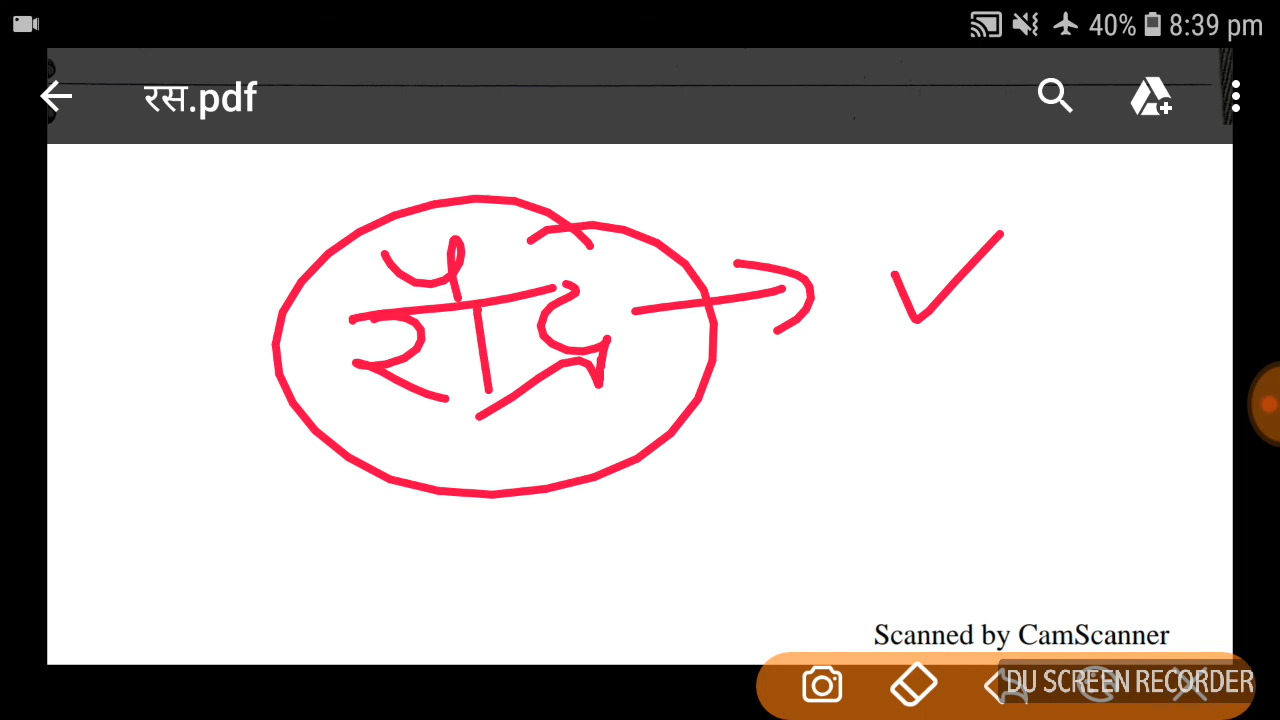 40% 8:39 pm
रस.pdf
Scanned by CamScanner
DU SCREEN RECORDER